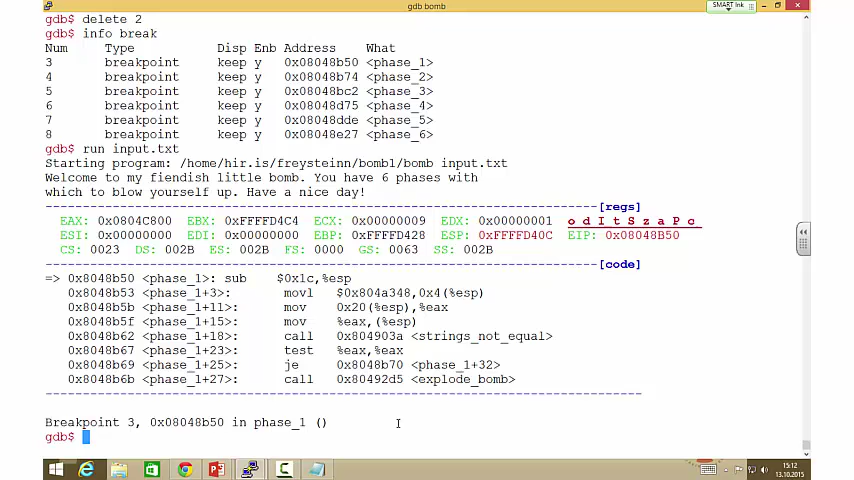 gdb bomb
SMART Ink
gdb$ delete 2
gdb$ info break
Num Type Disp Enb Address What
3 breakpoint keep y 0x08048b50 <phase_1>
4 breakpoint keep y 0x08048b74 <phase_2>
5 breakpoint keep y 0x08048bc2 <phase_3>
6 breakpoint keep y 0x08048d75 <phase_4>
7 breakpoint keep y 0x08048dde <phase_5>
8 breakpoint keep y 0x08048e27 <phase_6>
gdb$ run input.txt
Starting program: /home/hir.is/freysteinn/bomb1/bomb input.txt
Welcome to my fiendish little bomb. You have 6 phases with
which to blow yourself up. Have a nice day!
[regs]
EAX: 0x0804C800 EBX: 0xFFFFD4C4 ECX: 0x00000009 EDX: 0x00000001 o d I t S z a P c
ESI: 0x00000000 EDI: 0x00000000 EBP: 0xFFFFD428 ESP: 0xFFFFD40C EIP: 0x08048B50
CS: 0023 DS: 002B ES: 002B FS: 0000 GS: 0063 SS: 002B
[code]
=> 0x8048b50 <phase_1>: sub $0x1c,%esp
0x8048b53 <phase_1+3>: movl $0x804a348,0x4(%esp)
0x8048b5b <phase_1+11>: mov 0x20(%esp),%eax
0x8048b5f <phase_1+15>: mov %eax,(%esp)
0x8048b62 <phase_1+18>: call 0x804903a <strings_not_equal>
0x8048b67 <phase_1+23>: test %eax,%eax
0x8048b69 <phase_1+25>: je 0x8048b70 <phase_1+32>
0x8048b6b <phase_1+27>: call 0x80492d5 <explode_bomb>
Breakpoint 3, 0x08048b50 in phase_1 ()
gdb$
15:12
13.10.2015